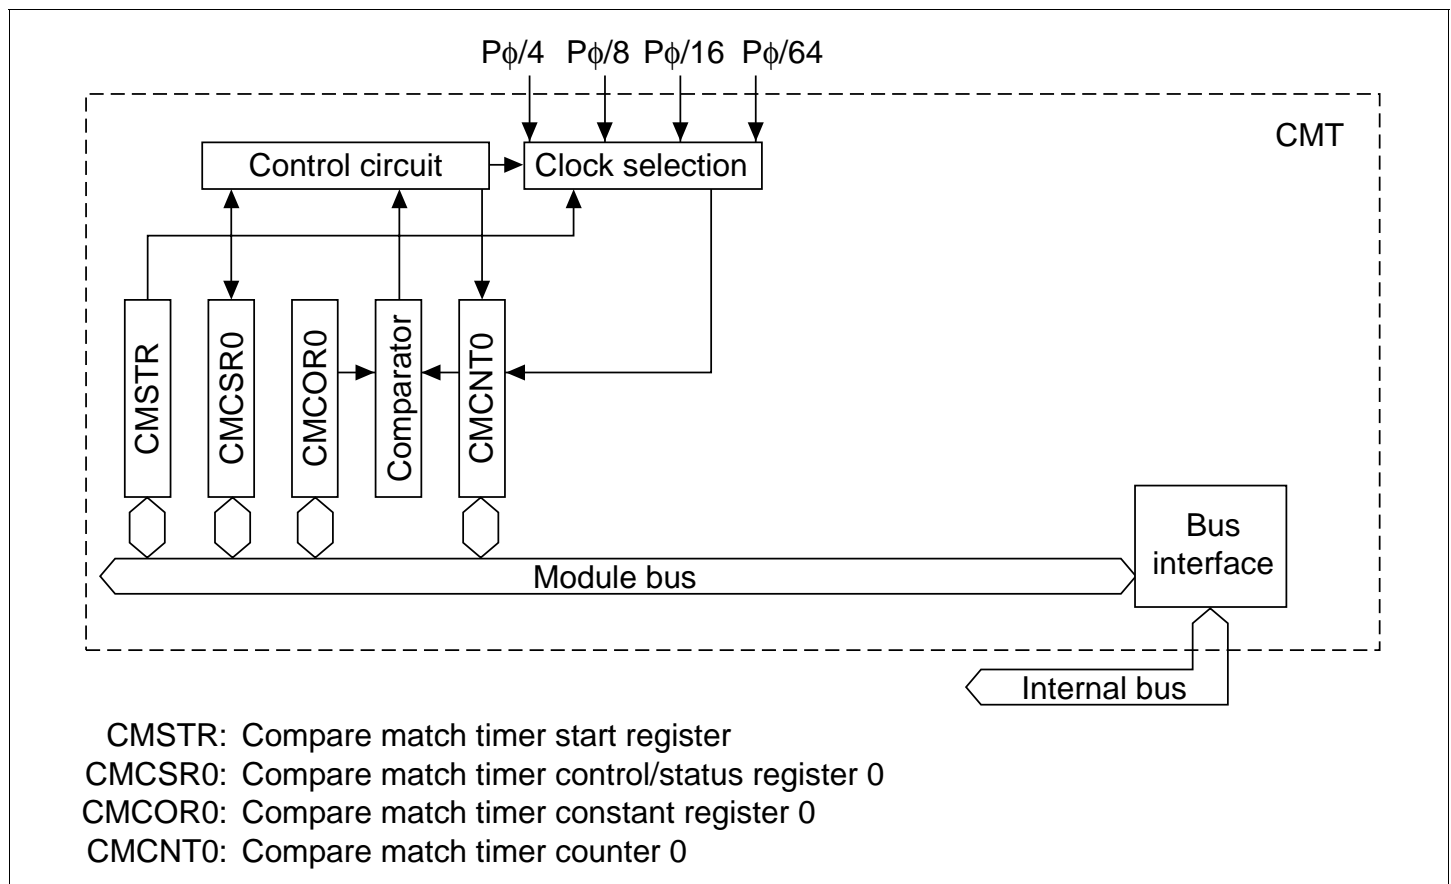 Pϕ/4 Pϕ/8 Pϕ/16 Pϕ/64
CMT
Control circuit
Clock selection
CMSTR
CMCSR0
CMCOR0
Comparator
CMCNT0
Bus
interface
Module bus
Internal bus
CMSTR: Compare match timer start register
CMCSR0: Compare match timer control/status register 0
CMCOR0: Compare match timer constant register 0
CMCNT0: Compare match timer counter 0